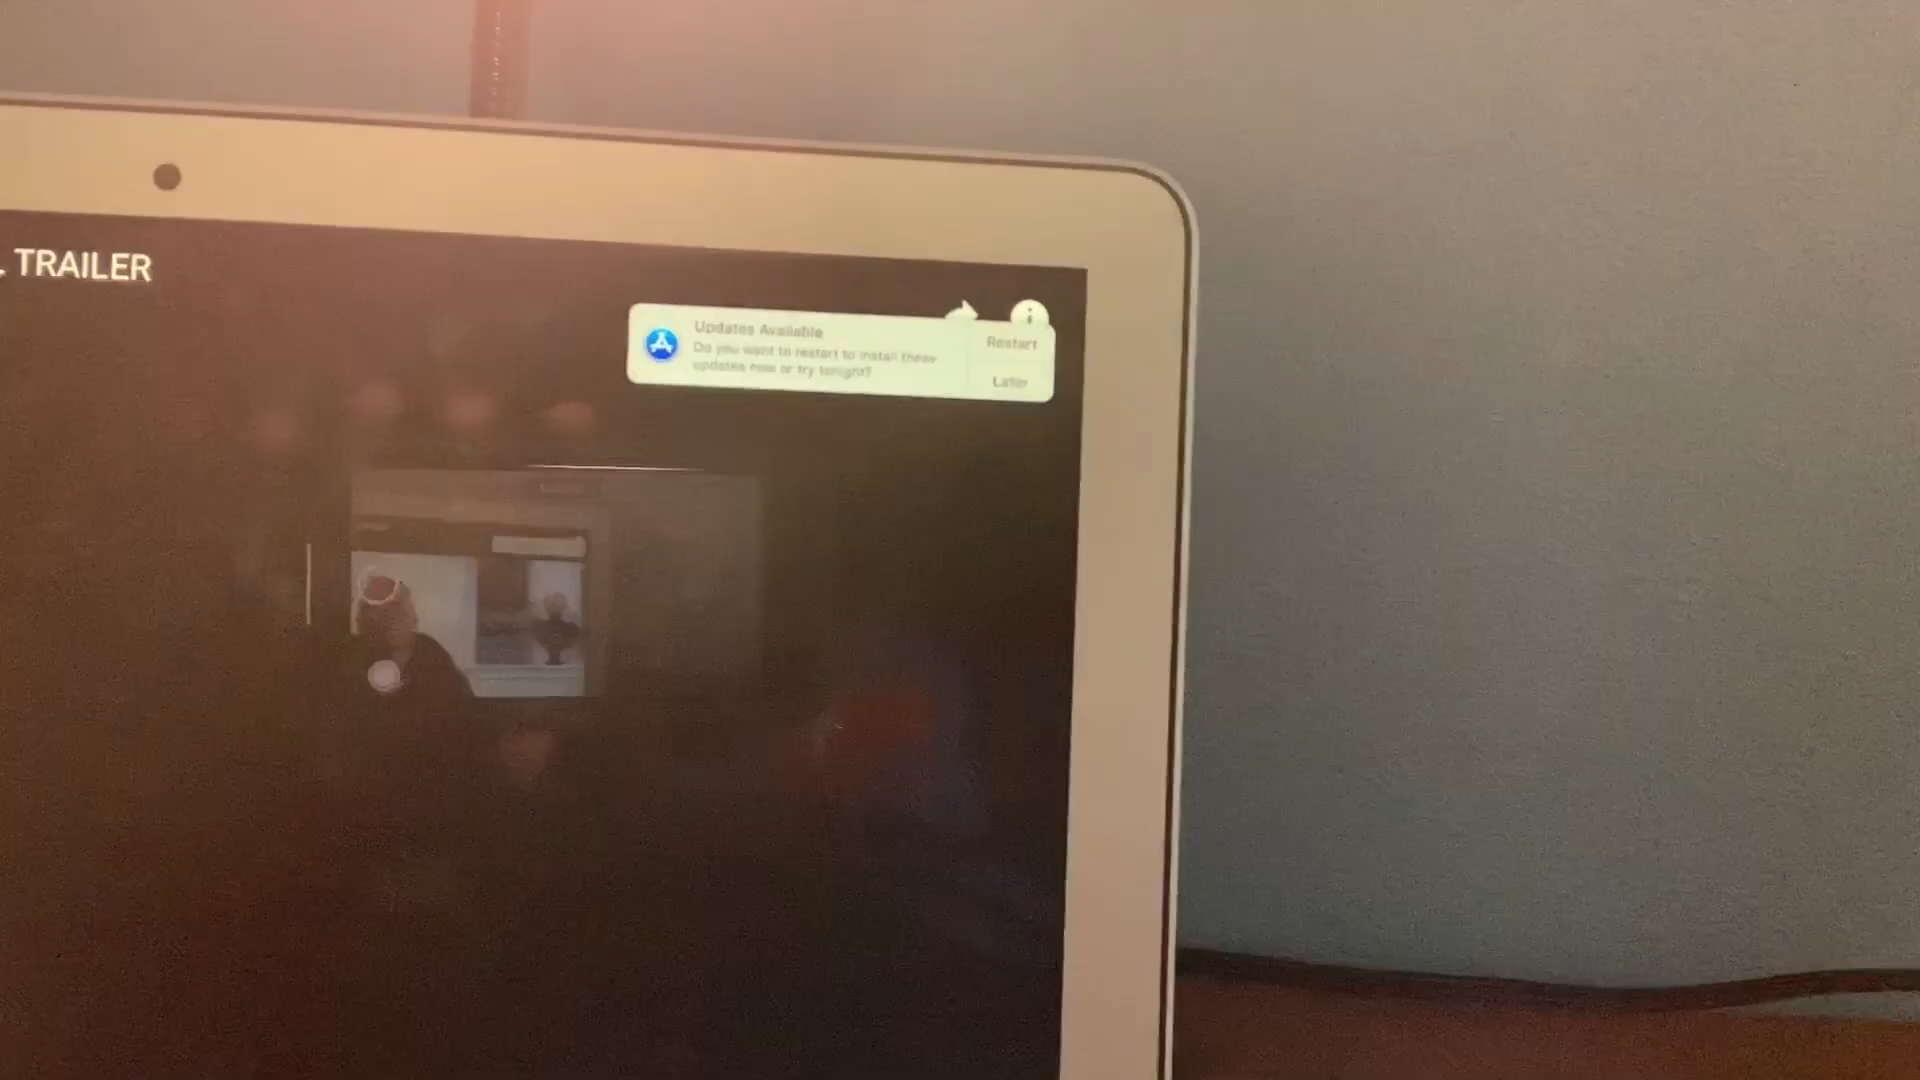 TRAILER
Updates Available
Do you want to restart to install these
updates now or try tonight?
Restart
Later